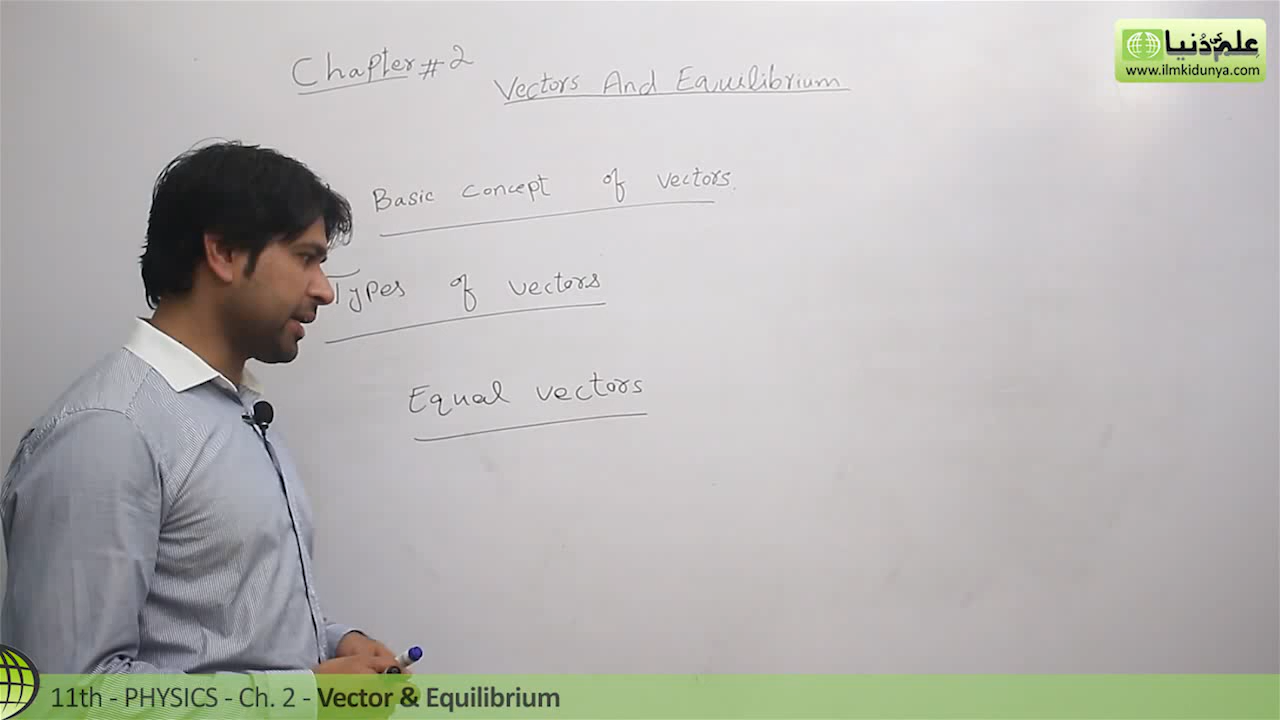 Chapter # 2
Vectors And Equilibrium
Basic concept of vectors.
Types of vectors
Equal vectors
علم کی دُنیا
www.ilmkidunya.com
11th - PHYSICS - Ch. 2 - Vector & Equilibrium